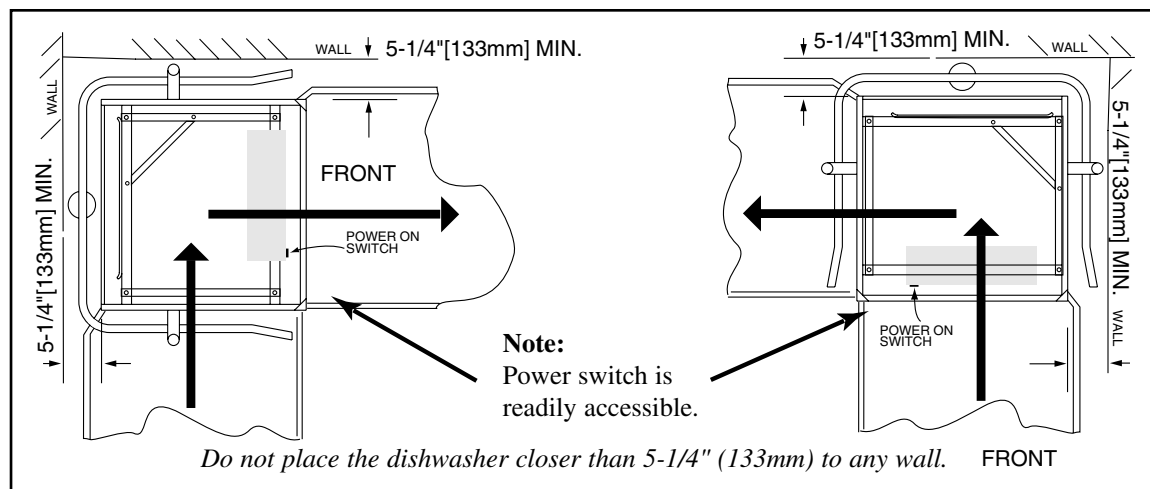 WALL
5-1/4"[133mm] MIN.
5-1/4"[133mm] MIN.
WALL
WALL
5-1/4"[133mm] MIN.
FRONT
POWER ON
SWITCH
5-1/4"[133mm] MIN.
WALL
POWER ON
SWITCH
Note:
Power switch is
readily accessible.
Do not place the dishwasher closer than 5-1/4" (133mm) to any wall.
FRONT